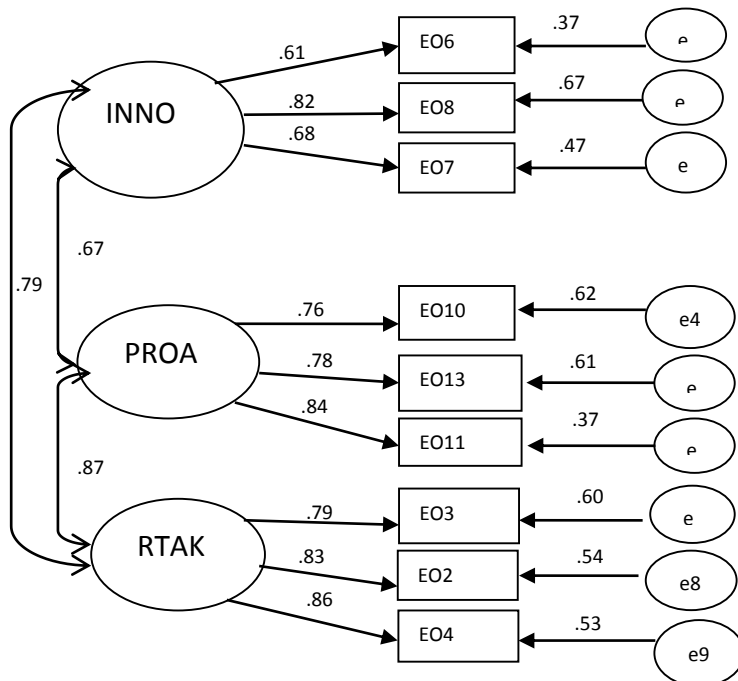 .61 EO6 .37 e
INNO .82 EO8 .67 e
.68 EO7 .47 e
.67
.79
.76 EO10 .62 e4
PROA .78 EO13 .61 e
.84 EO11 .37 e
.87
.79 EO3 .60 e
RTAK .83 EO2 .54 e8
.86 EO4 .53 e9